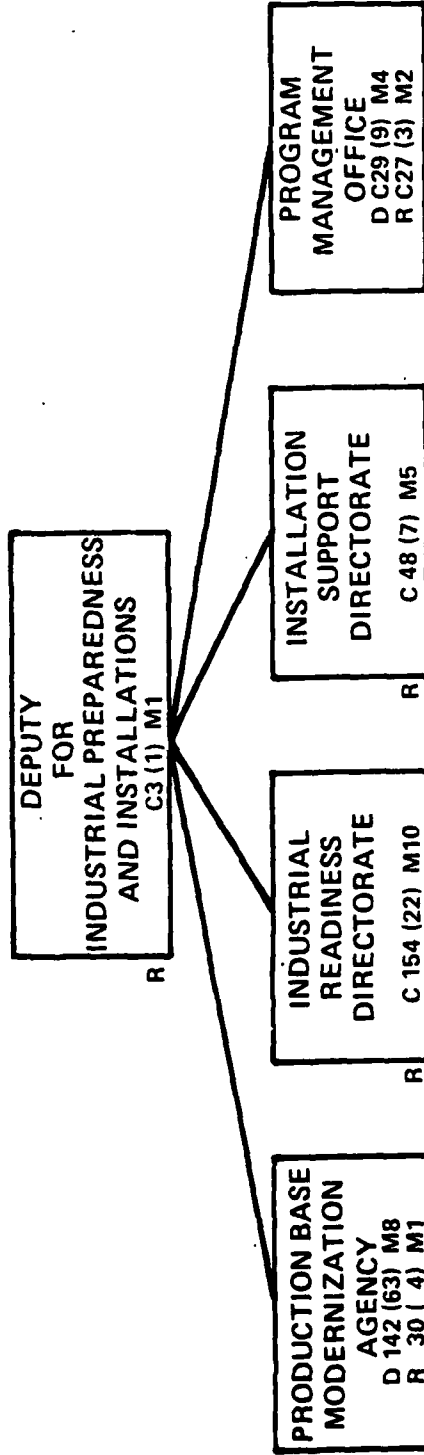 DEPUTY
FOR
INDUSTRIAL PREPAREDNESS
AND INSTALLATIONS
C3 (1) M1
R
PRODUCTION BASE
MODERNIZATION
AGENCY
D 142 (63) M8
R 30 ( 4) M1
INDUSTRIAL
READINESS
DIRECTORATE
C 154 (22) M10
R
INSTALLATION
SUPPORT
DIRECTORATE
C 48 (7) M5
R
PROGRAM
MANAGEMENT
OFFICE
D C29 (9) M4
R C27 (3) M2